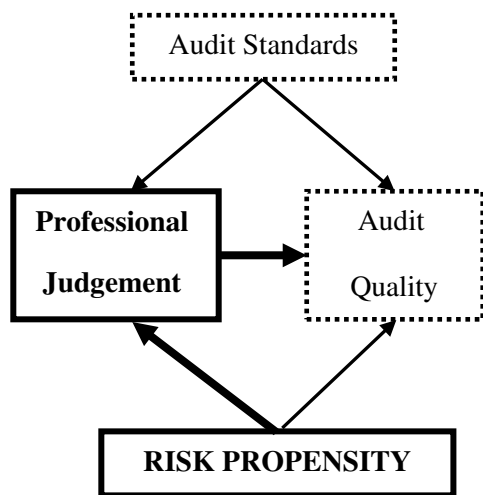 Audit Standards
Professional
Judgement
Audit
Quality
RISK PROPENSITY